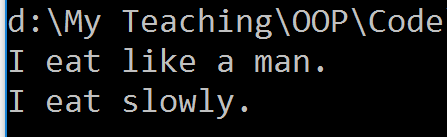 d:\My Teaching\OOP\Code
I eat like a man.
I eat slowly.